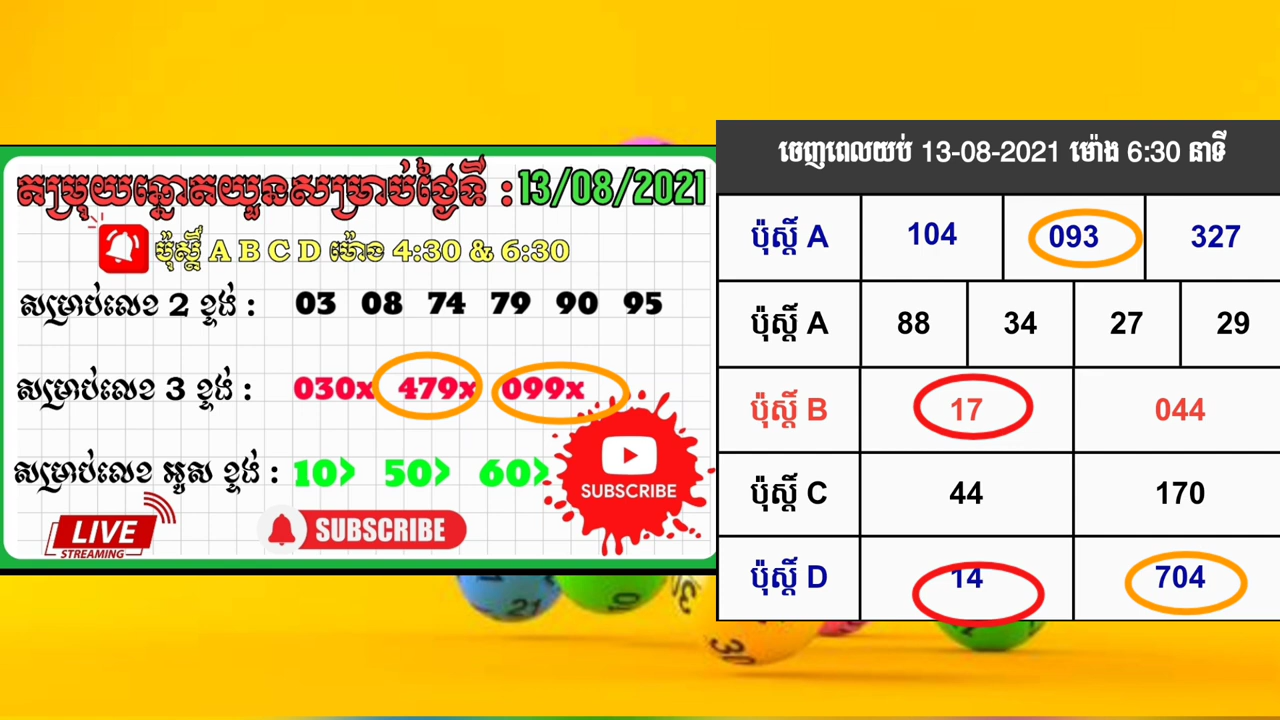 តម្រុយឆ្នោតយួនសម្រាប់ថ្ងៃទី : 13/08/2021
ប៉ុស្តិ៍ A B C D ម៉ោង 4:30 & 6:30
សម្រាប់លេខ 2 ខ្ទង់ : 03 08 74 79 90 95
សម្រាប់លេខ 3 ខ្ទង់ : 030x 479x 099x
សម្រាប់លេខ អូស ខ្ទង់ : 10> 50> 60>
SUBSCRIBE
LIVE
STREAMING
SUBSCRIBE
ចេញពេលយប់ 13-08-2021 ម៉ោង 6:30 នាទី
ប៉ុស្តិ៍ A 104 093 327
ប៉ុស្តិ៍ A 88 34 27 29
ប៉ុស្តិ៍ B 17 044
ប៉ុស្តិ៍ C 44 170
ប៉ុស្តិ៍ D 14 704
21
30